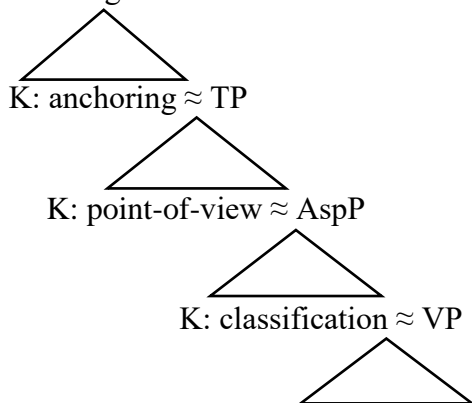 K: anchoring ≈ TP
K: point-of-view ≈ AspP
K: classification ≈ VP